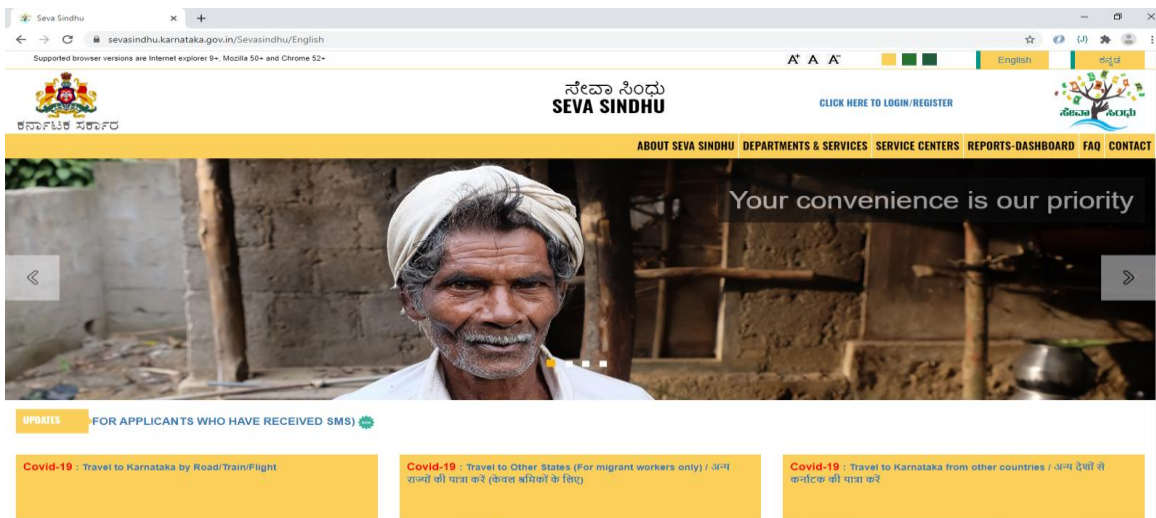 Seva Sindhu
sevasindhu.karnataka.gov.in/Sevasindhu/English
Supported browser versions are Internet explorer 9+, Mozilla 50+ and Chrome 52+
A+ A A-
English
ಕನ್ನಡ
ಕರ್ನಾಟಕ ಸರ್ಕಾರ
ಸೇವಾ ಸಿಂಧು
SEVA SINDHU
CLICK HERE TO LOGIN/REGISTER
ಸೇವಾ ಸಿಂಧು
ABOUT SEVA SINDHU DEPARTMENTS & SERVICES SERVICE CENTERS REPORTS-DASHBOARD FAQ CONTACT
Your convenience is our priority
UPDATES
FOR APPLICANTS WHO HAVE RECEIVED SMS)
Covid-19 : Travel to Karnataka by Road/Train/Flight
Covid-19 : Travel to Other States (For migrant workers only) / अन्य
राज्यों की यात्रा करें (केवल श्रमिकों के लिए)
Covid-19 : Travel to Karnataka from other countries / अन्य देशों से
कर्नाटक की यात्रा करें